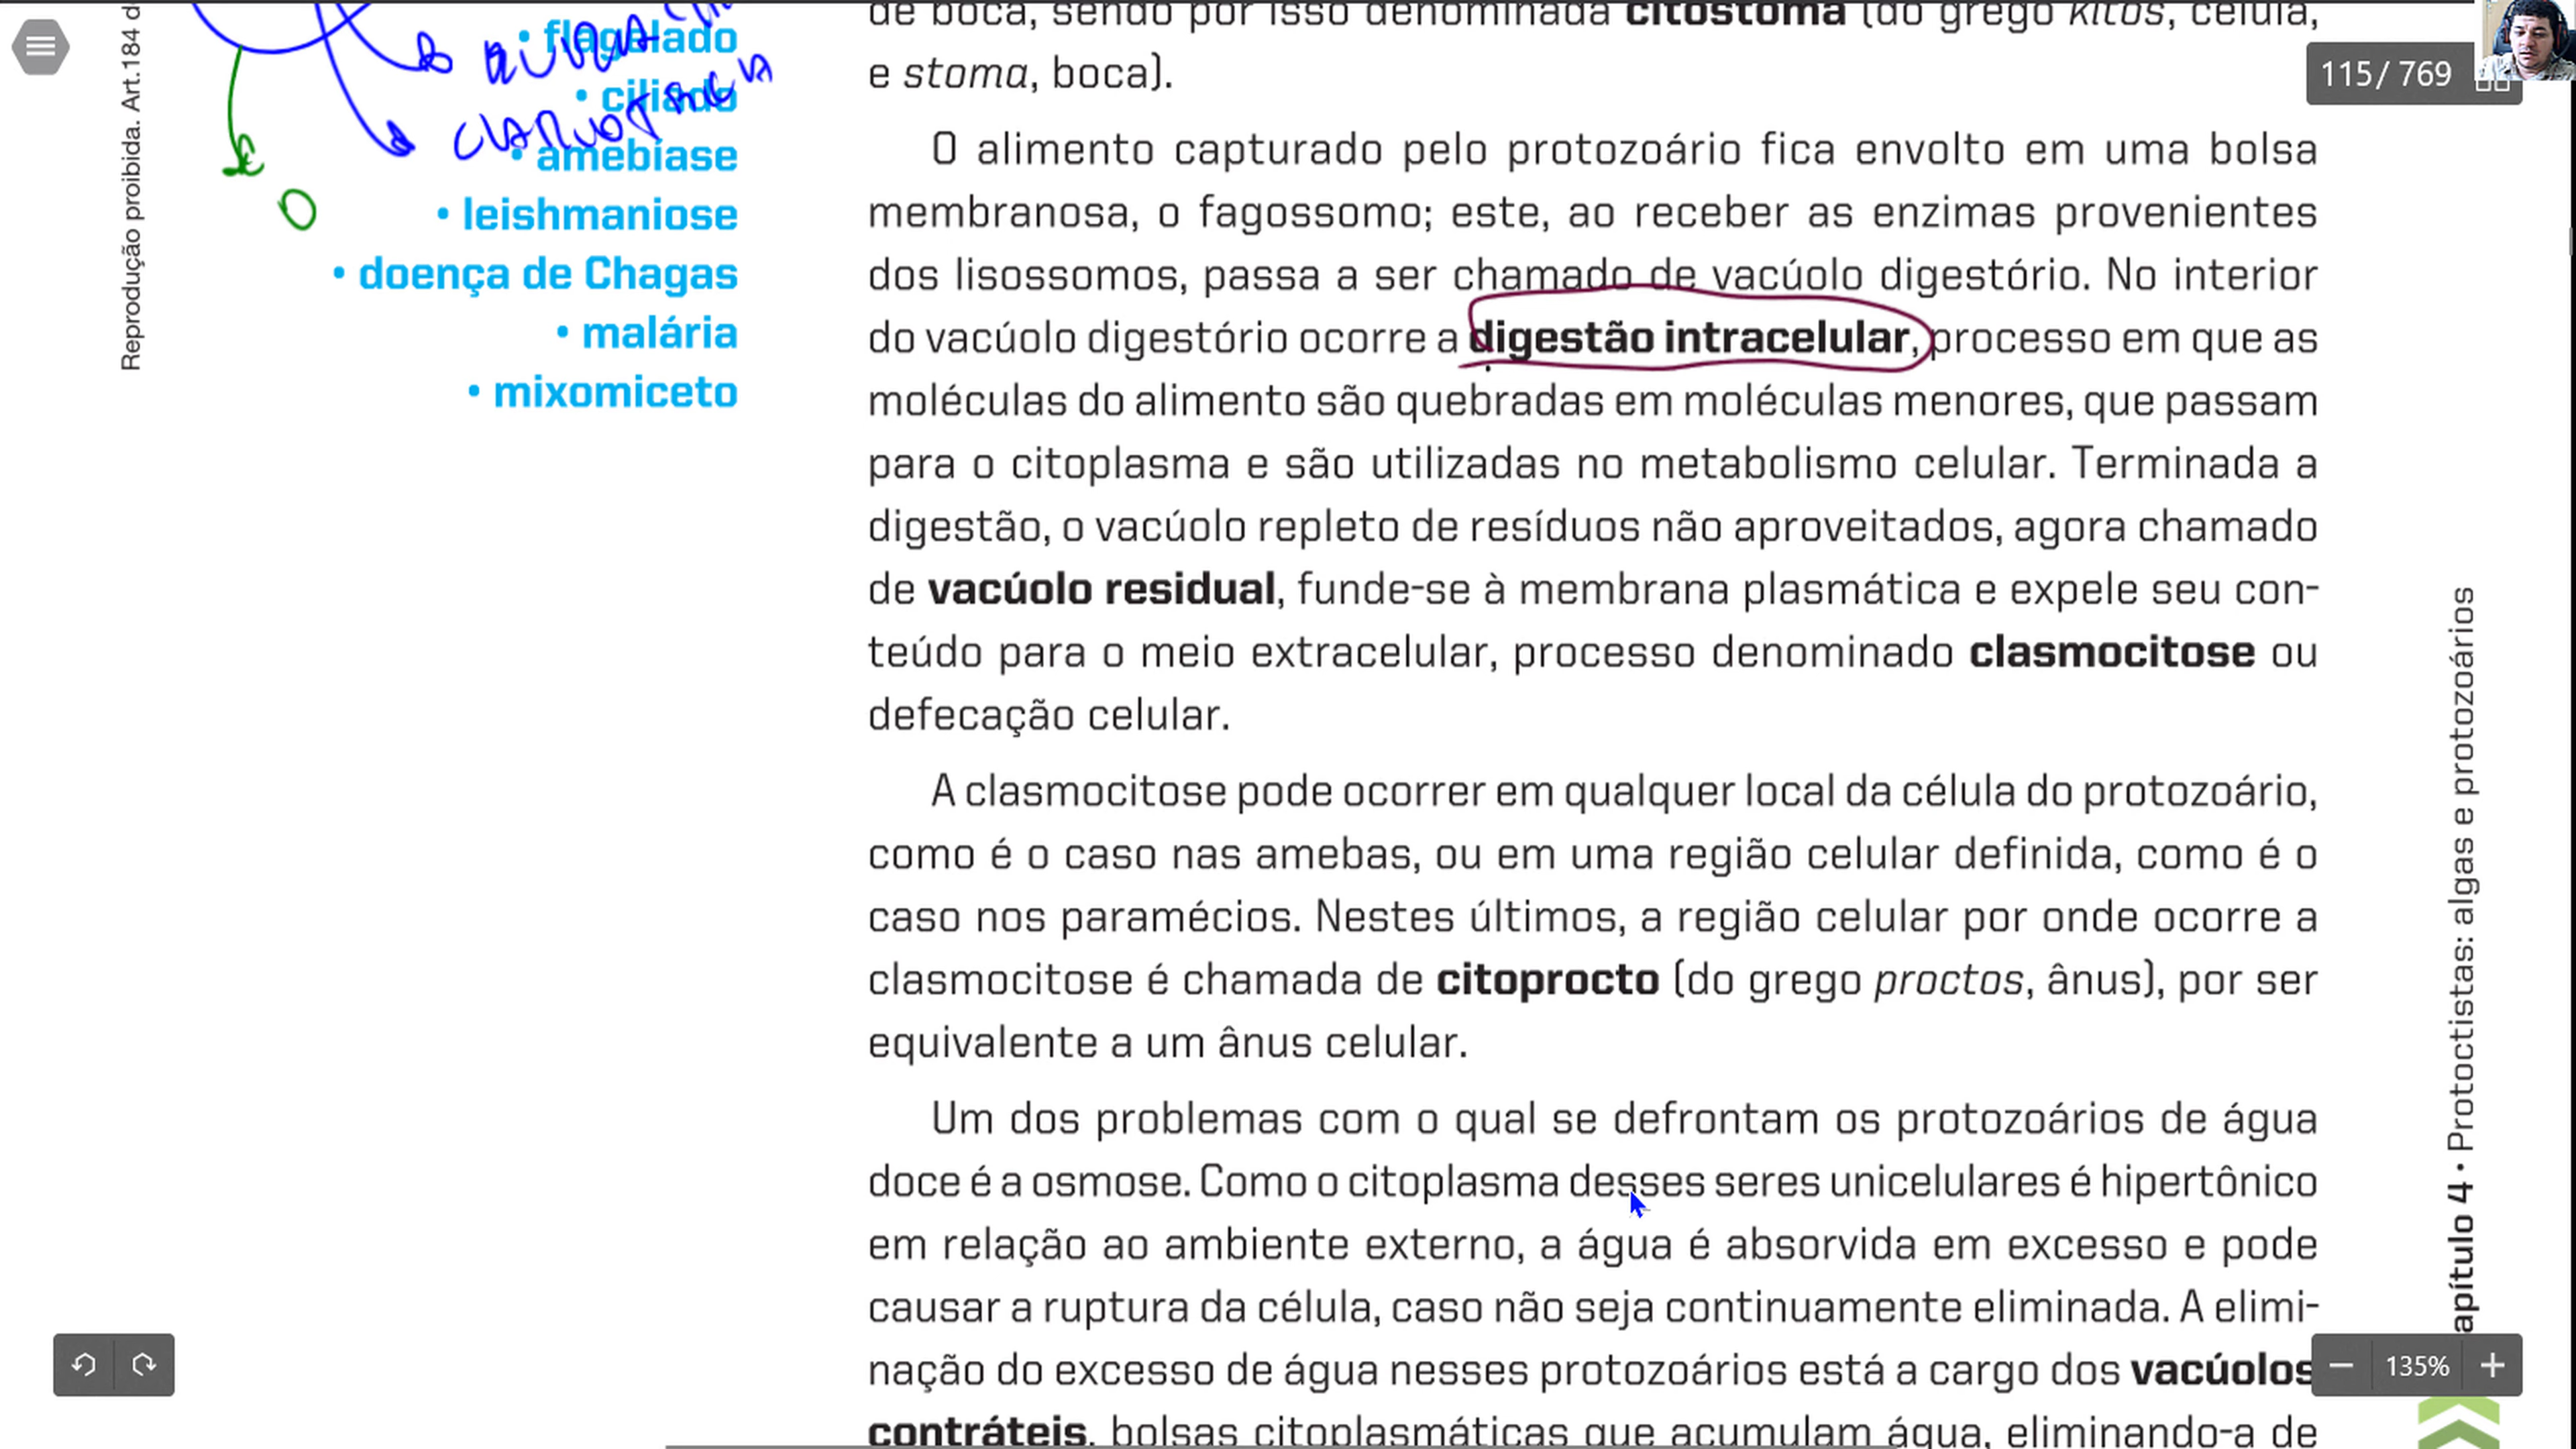 de boca, sendo por isso denominada citostoma (do grego kitos, célula,
e stoma, boca).
O alimento capturado pelo protozoário fica envolto em uma bolsa
membranosa, o fagossomo; este, ao receber as enzimas provenientes
dos lisossomos, passa a ser chamado de vacúolo digestório. No interior
do vacúolo digestório ocorre a digestão intracelular, processo em que as
moléculas do alimento são quebradas em moléculas menores, que passam
para o citoplasma e são utilizadas no metabolismo celular. Terminada a
digestão, o vacúolo repleto de resíduos não aproveitados, agora chamado
de vacúolo residual, funde-se à membrana plasmática e expele seu con-
teúdo para o meio extracelular, processo denominado clasmocitose ou
defecação celular.
A clasmocitose pode ocorrer em qualquer local da célula do protozoário,
como é o caso nas amebas, ou em uma região celular definida, como é o
caso nos paramécios. Nestes últimos, a região celular por onde ocorre a
clasmocitose é chamada de citoprocto (do grego proctos, ânus), por ser
equivalente a um ânus celular.
Um dos problemas com o qual se defrontam os protozoários de água
doce é a osmose. Como o citoplasma desses seres unicelulares é hipertônico
em relação ao ambiente externo, a água é absorvida em excesso e pode
causar a ruptura da célula, caso não seja continuamente eliminada. A elimi-
nação do excesso de água nesses protozoários está a cargo dos vacúolos
contráteis, bolsas citoplasmáticas que acumulam água, eliminando-a de
• flagelado
• ciliado
• amebíase
• leishmaniose
• doença de Chagas
• malária
• mixomiceto
Reprodução proibida. Art.184 d
115/ 769
apítulo 4 • Protoctistas: algas e protozoários
135%